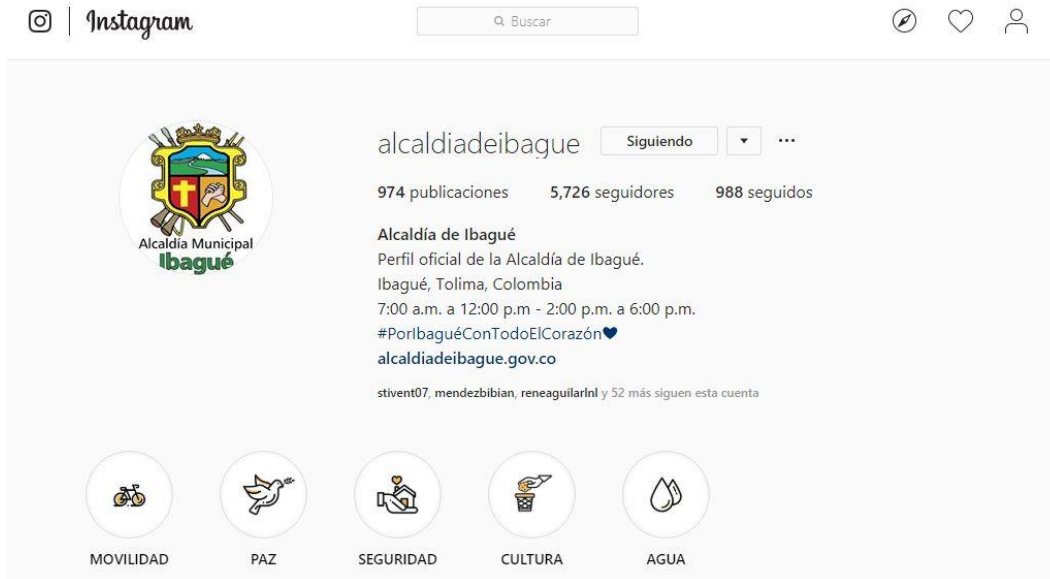 Instagram
Buscar
alcaldiadeibague Siguiendo
974 publicaciones 5,726 seguidores 988 seguidos
Alcaldía Municipal
Ibagué
Alcaldía de Ibagué
Perfil oficial de la Alcaldía de Ibagué.
Ibagué, Tolima, Colombia
7:00 a.m. a 12:00 p.m - 2:00 p.m. a 6:00 p.m.
#PorIbaguéConTodoElCorazón
alcaldiadeibague.gov.co
stivent07, mendezbibian, reneaguilarlnl y 52 más siguen esta cuenta
MOVILIDAD PAZ SEGURIDAD CULTURA AGUA